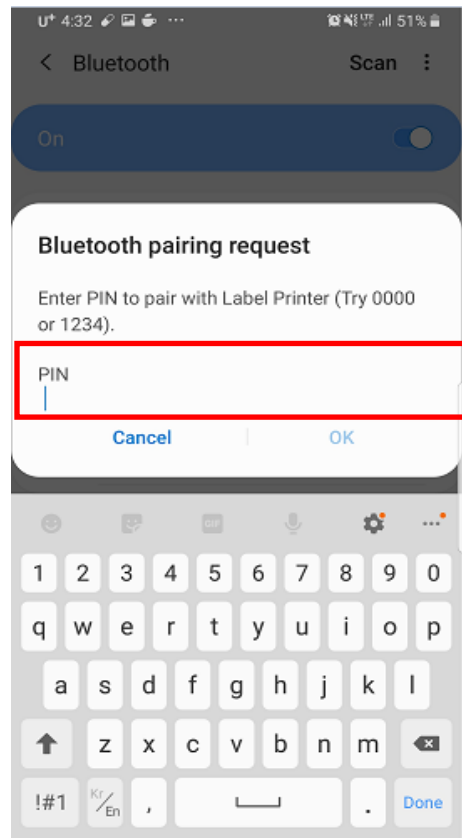 U⁺ 4:32 ··· LTE 51%
< Bluetooth Scan
On
Bluetooth pairing request
Enter PIN to pair with Label Printer (Try 0000
or 1234).
PIN
Cancel OK
GIF
1 2 3 4 5 6 7 8 9 0
q w e r t y u i o p
a s d f g h j k l
z x c v b n m
!#1 Kr/En , . Done